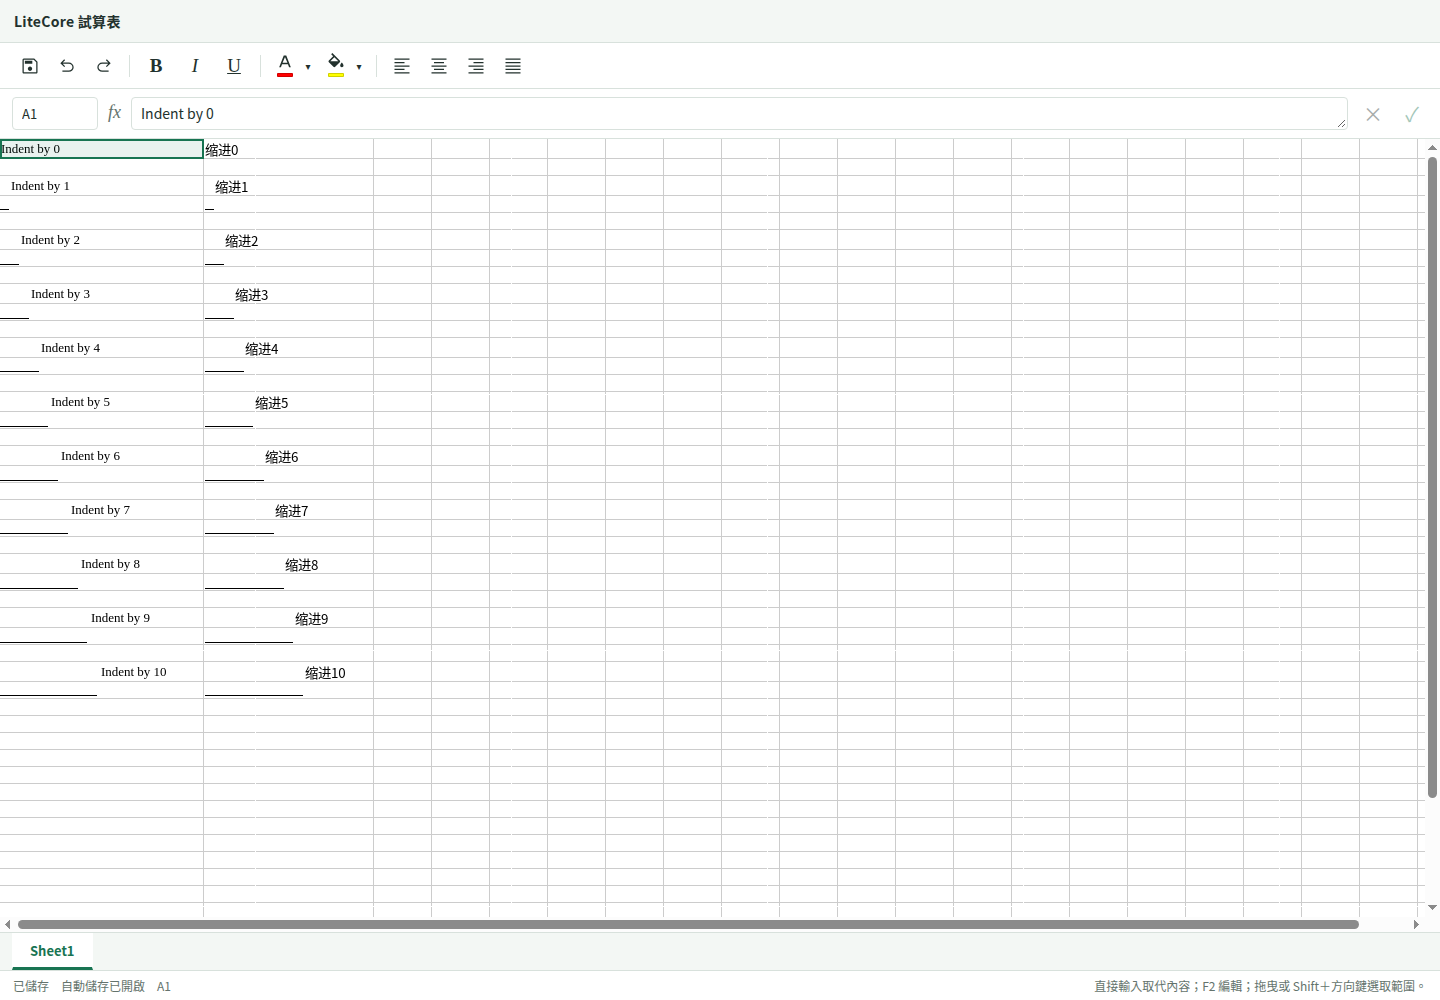 LiteCore 試算表
B I U A
A1 fx Indent by 0
Indent by 0 缩进0
Indent by 1 缩进1
Indent by 2 缩进2
Indent by 3 缩进3
Indent by 4 缩进4
Indent by 5 缩进5
Indent by 6 缩进6
Indent by 7 缩进7
Indent by 8 缩进8
Indent by 9 缩进9
Indent by 10 缩进10
Sheet1
已儲存 自動儲存已開啟 A1 直接輸入取代內容；F2 編輯；拖曳或 Shift＋方向鍵選取範圍。